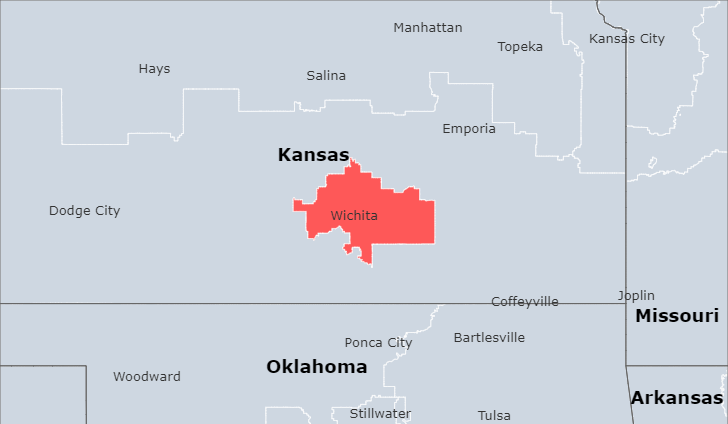 Manhattan
Kansas City
Topeka
Hays
Salina
Emporia
Kansas
Dodge City
Wichita
Coffeyville
Joplin
Missouri
Ponca City
Bartlesville
Oklahoma
Woodward
Arkansas
Stillwater
Tulsa